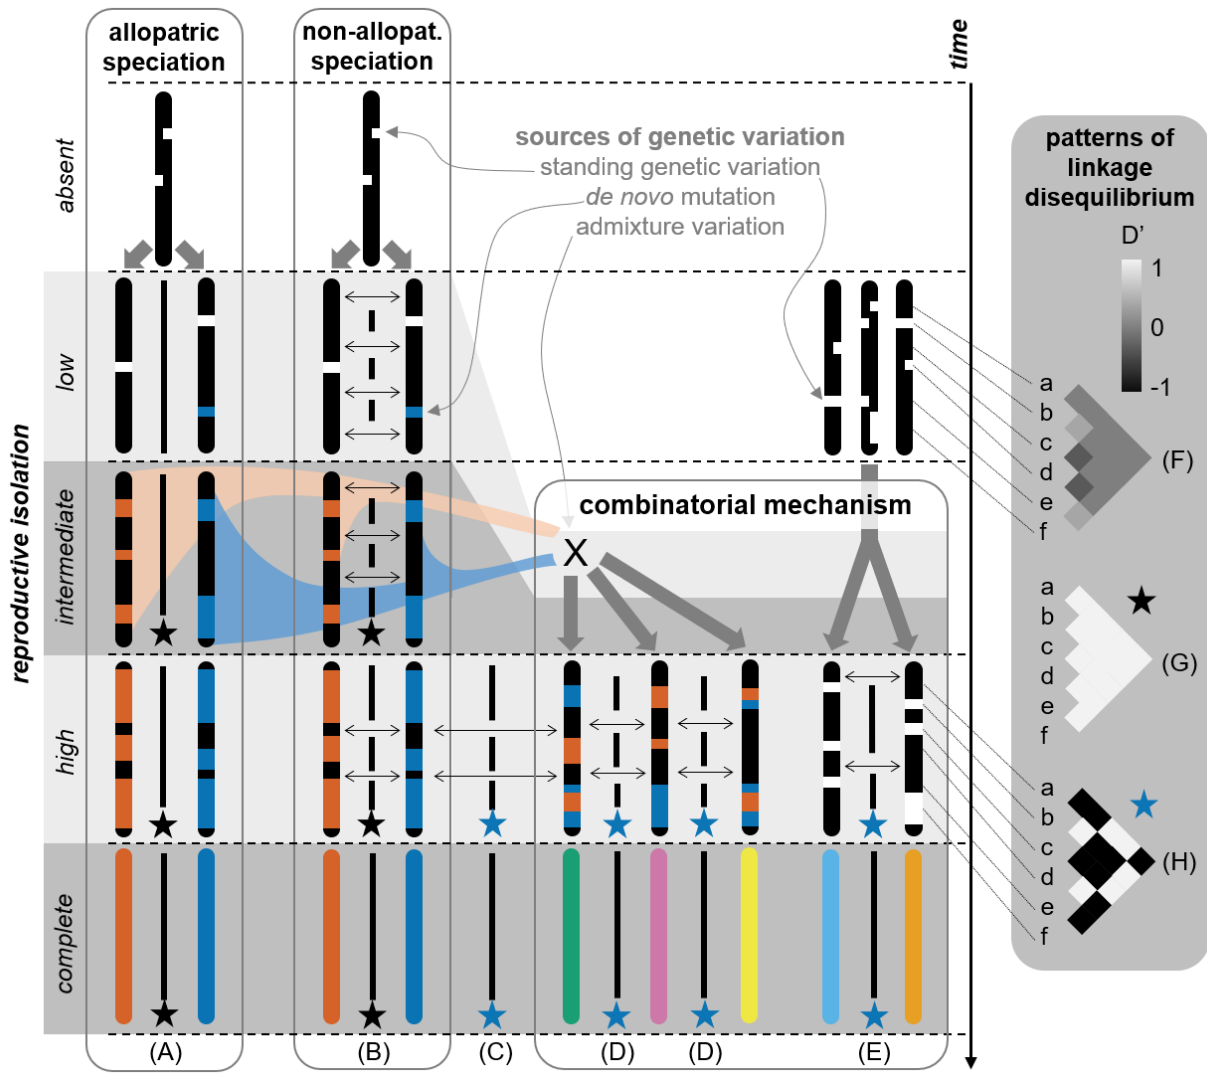 allopatric
speciation
non-allopat.
speciation
time
sources of genetic variation
standing genetic variation
de novo mutation
admixture variation
patterns of
linkage
disequilibrium
D'
1
0
-1
reproductive isolation
absent
low
intermediate
high
complete
combinatorial mechanism
X
a
b
c
d
e
f
(F)
a
b
c
d
e
f
(G)
a
b
c
d
e
f
(H)
(A)
(B)
(C)
(D)
(D)
(E)